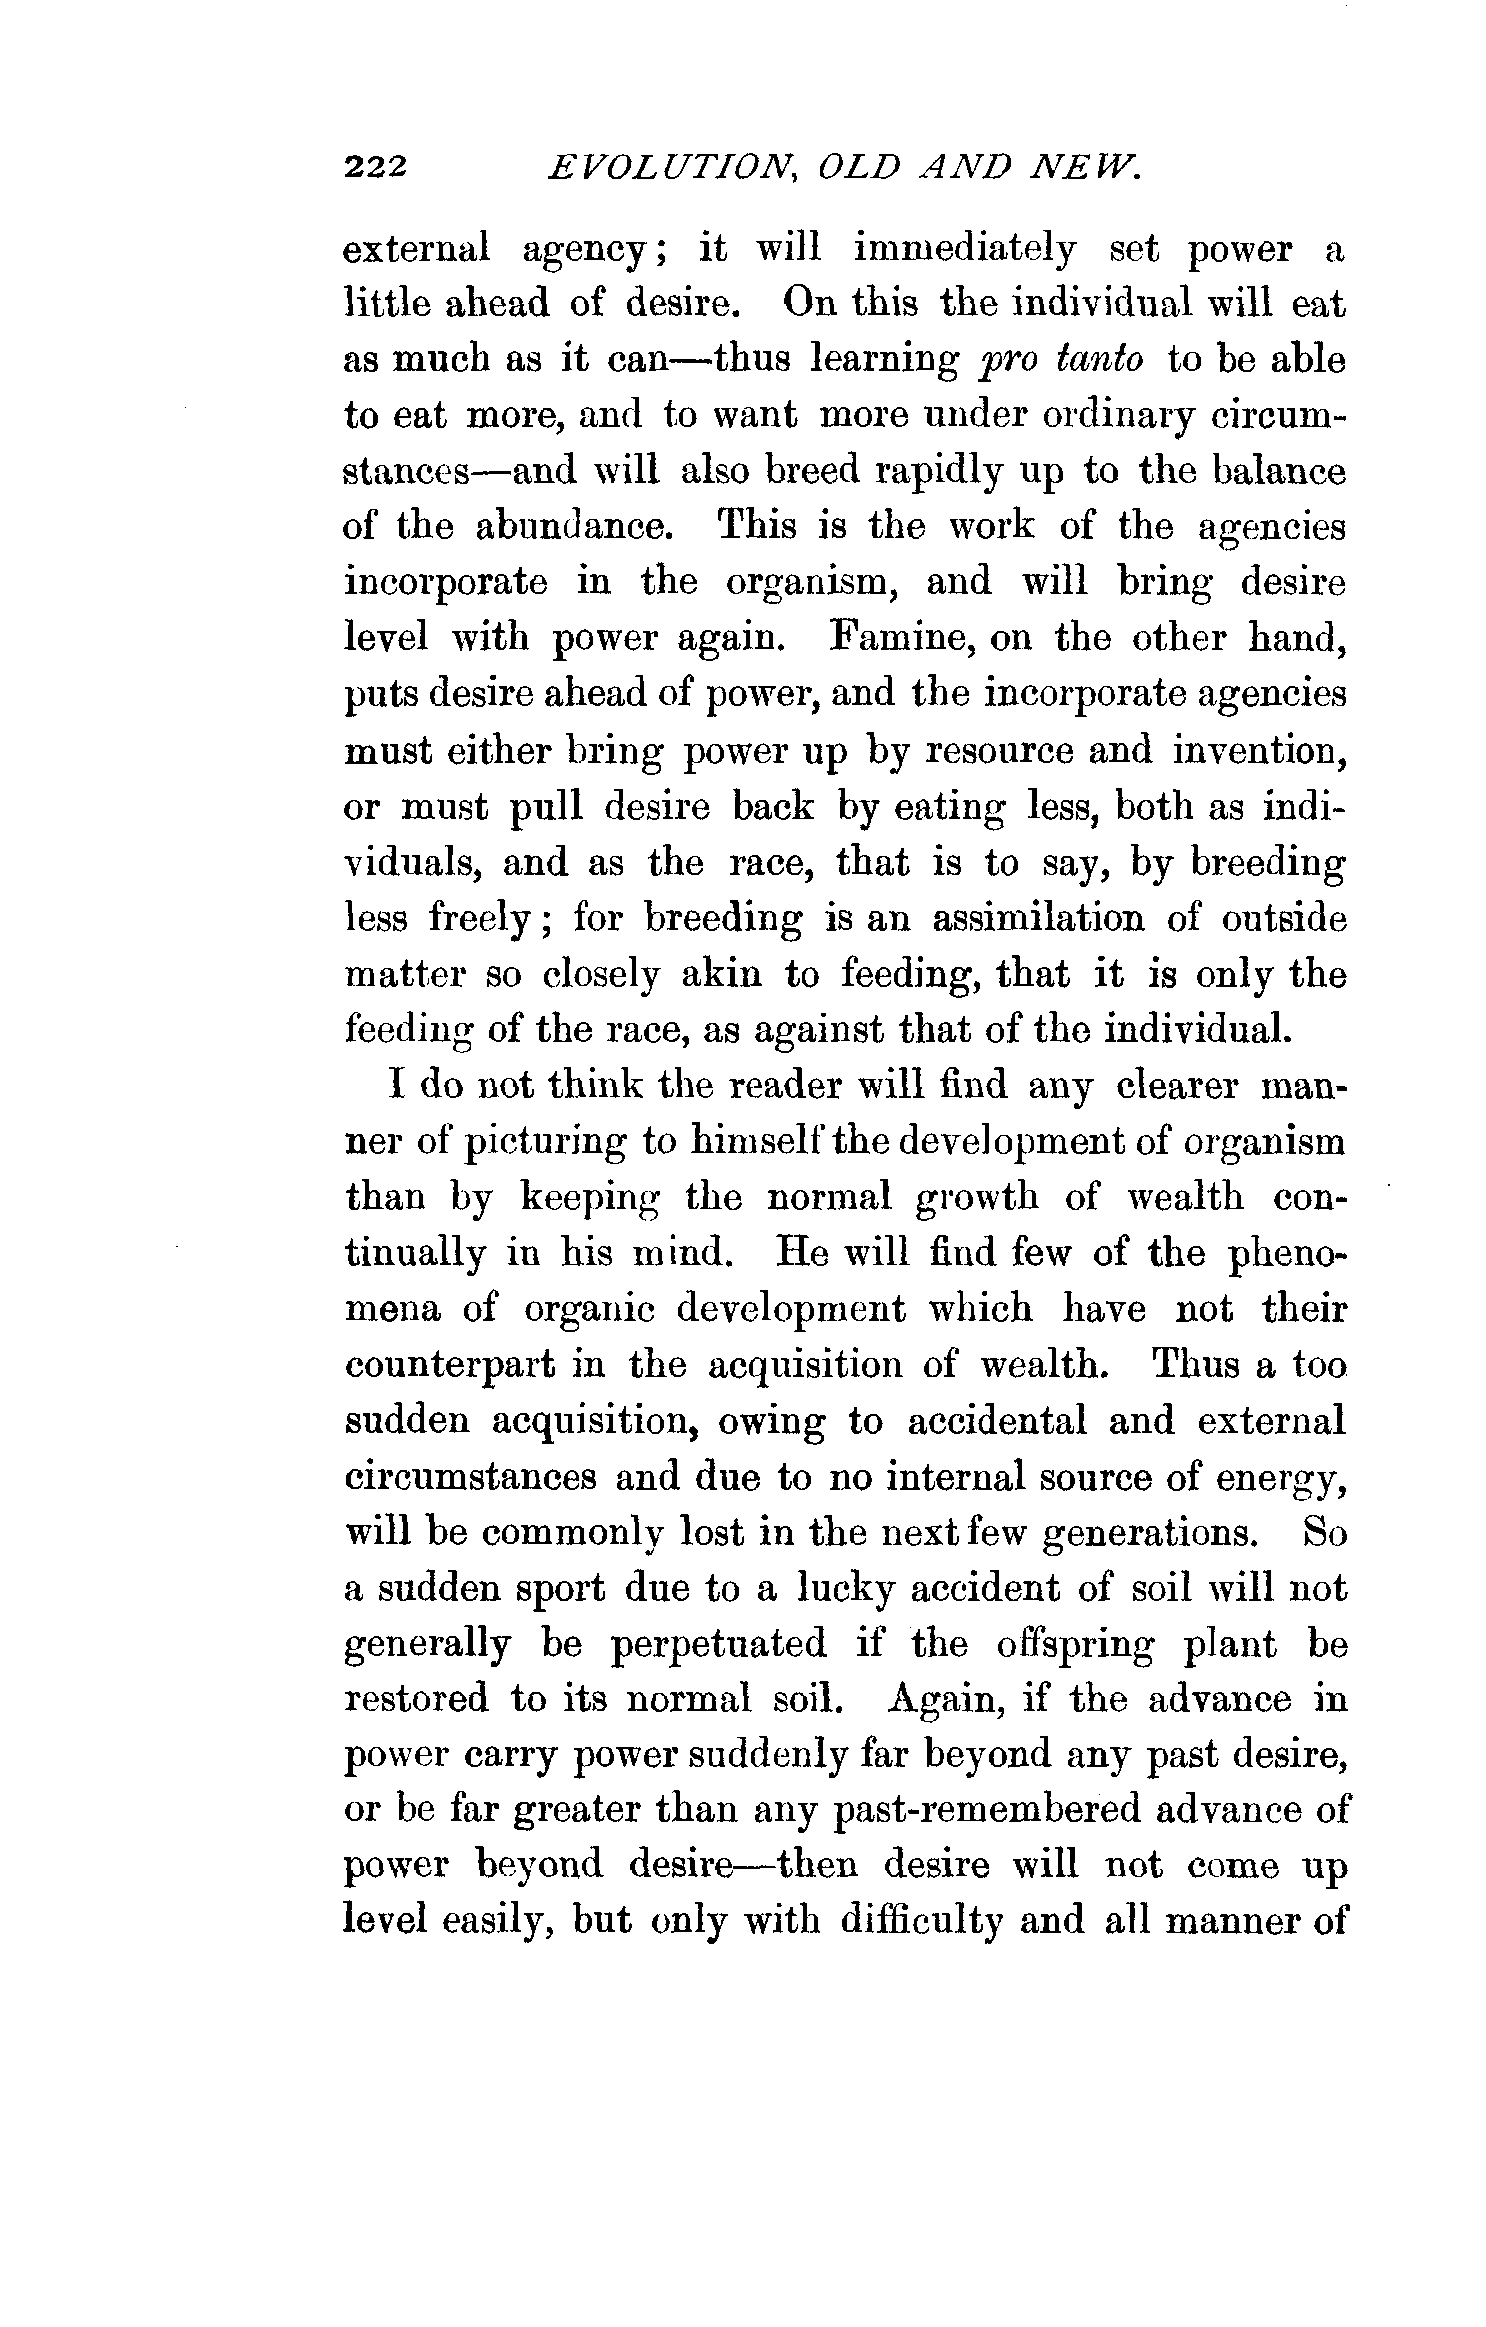 222 EVOLUTION, OLD AND NEW.
external agency; it will immediately set power a
little ahead of desire. On this the individual will eat
as much as it can—thus learning pro tanto to be able
to eat more, and to want more under ordinary circum-
stances—and will also breed rapidly up to the balance
of the abundance. This is the work of the agencies
incorporate in the organism, and will bring desire
level with power again. Famine, on the other hand,
puts desire ahead of power, and the incorporate agencies
must either bring power up by resource and invention,
or must pull desire back by eating less, both as indi-
viduals, and as the race, that is to say, by breeding
less freely; for breeding is an assimilation of outside
matter so closely akin to feeding, that it is only the
feeding of the race, as against that of the individual.
I do not think the reader will find any clearer man-
ner of picturing to himself the development of organism
than by keeping the normal growth of wealth con-
tinually in his mind. He will find few of the pheno-
mena of organic development which have not their
counterpart in the acquisition of wealth. Thus a too
sudden acquisition, owing to accidental and external
circumstances and due to no internal source of energy,
will be commonly lost in the next few generations. So
a sudden sport due to a lucky accident of soil will not
generally be perpetuated if the offspring plant be
restored to its normal soil. Again, if the advance in
power carry power suddenly far beyond any past desire,
or be far greater than any past-remembered advance of
power beyond desire—then desire will not come up
level easily, but only with difficulty and all manner of